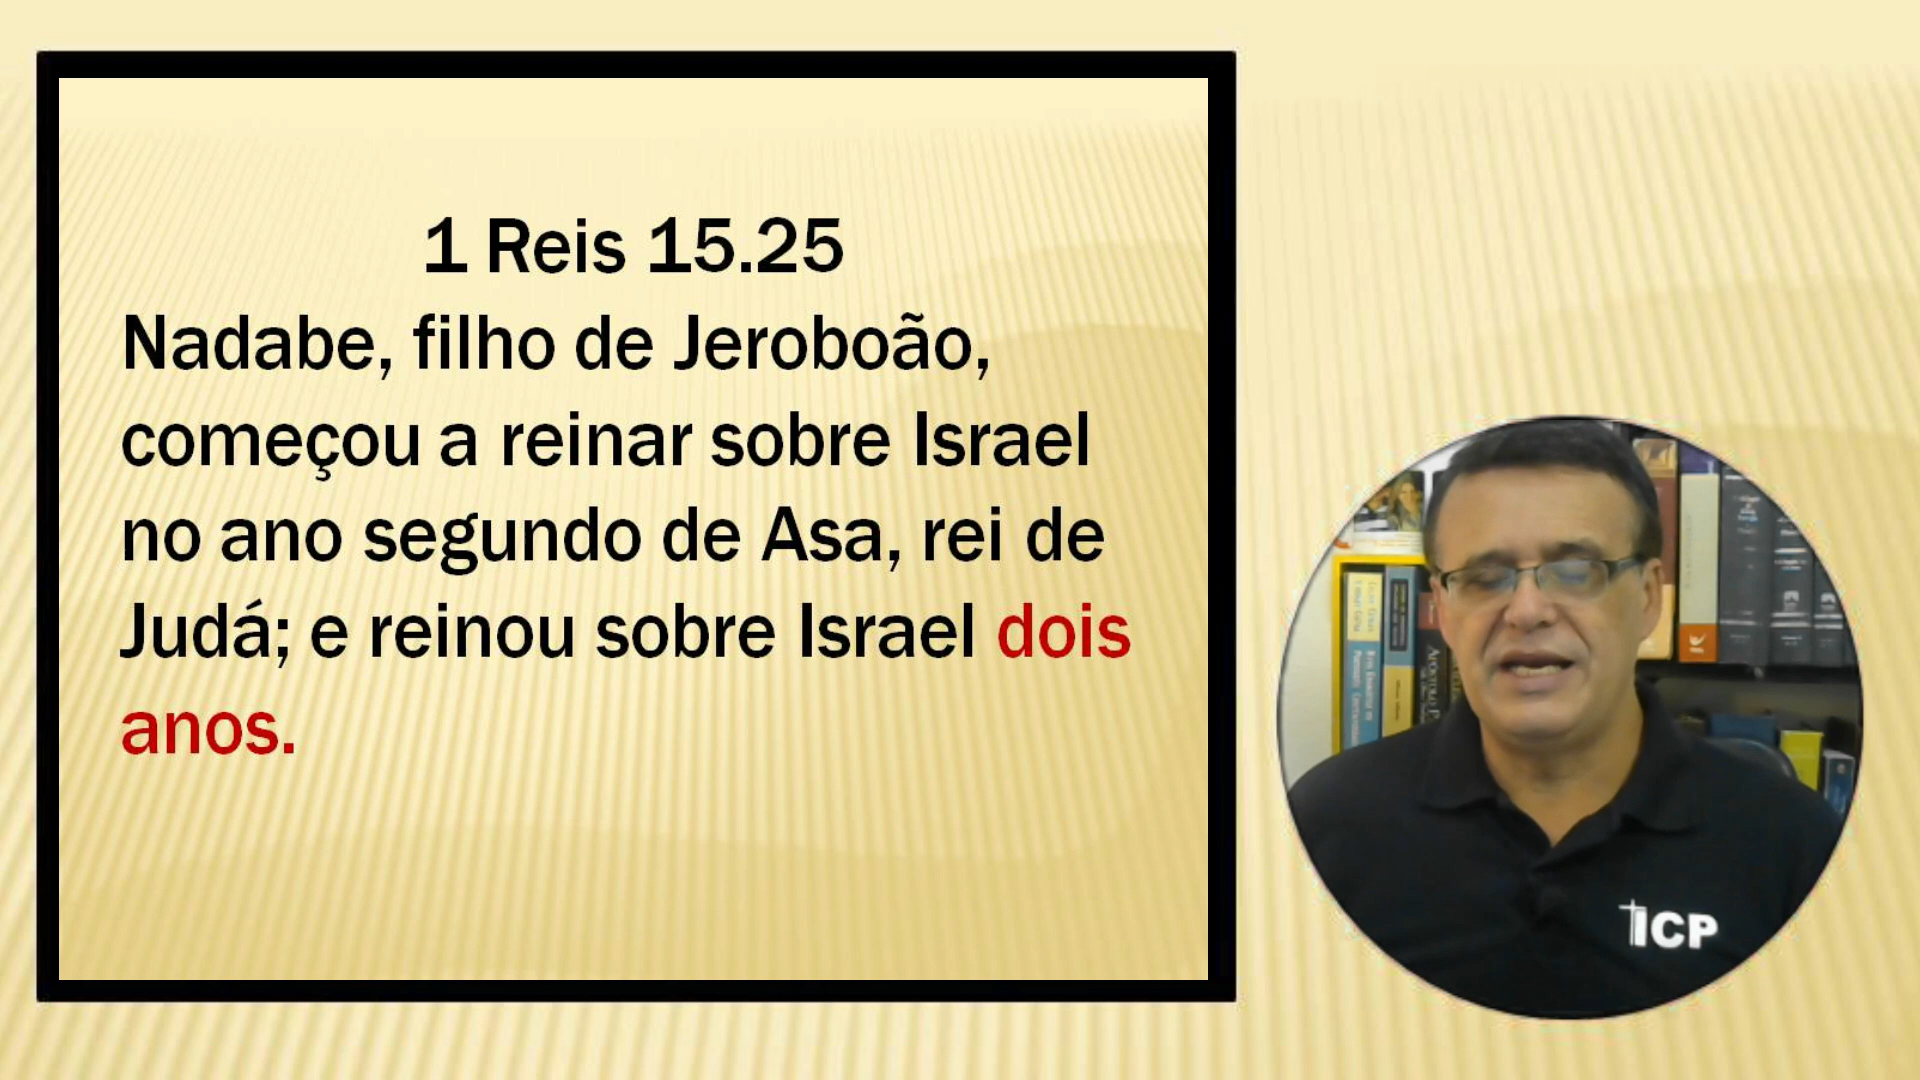 1 Reis 15.25
Nadabe, filho de Jeroboão,
começou a reinar sobre Israel
no ano segundo de Asa, rei de
Judá; e reinou sobre Israel dois
anos.
ICP